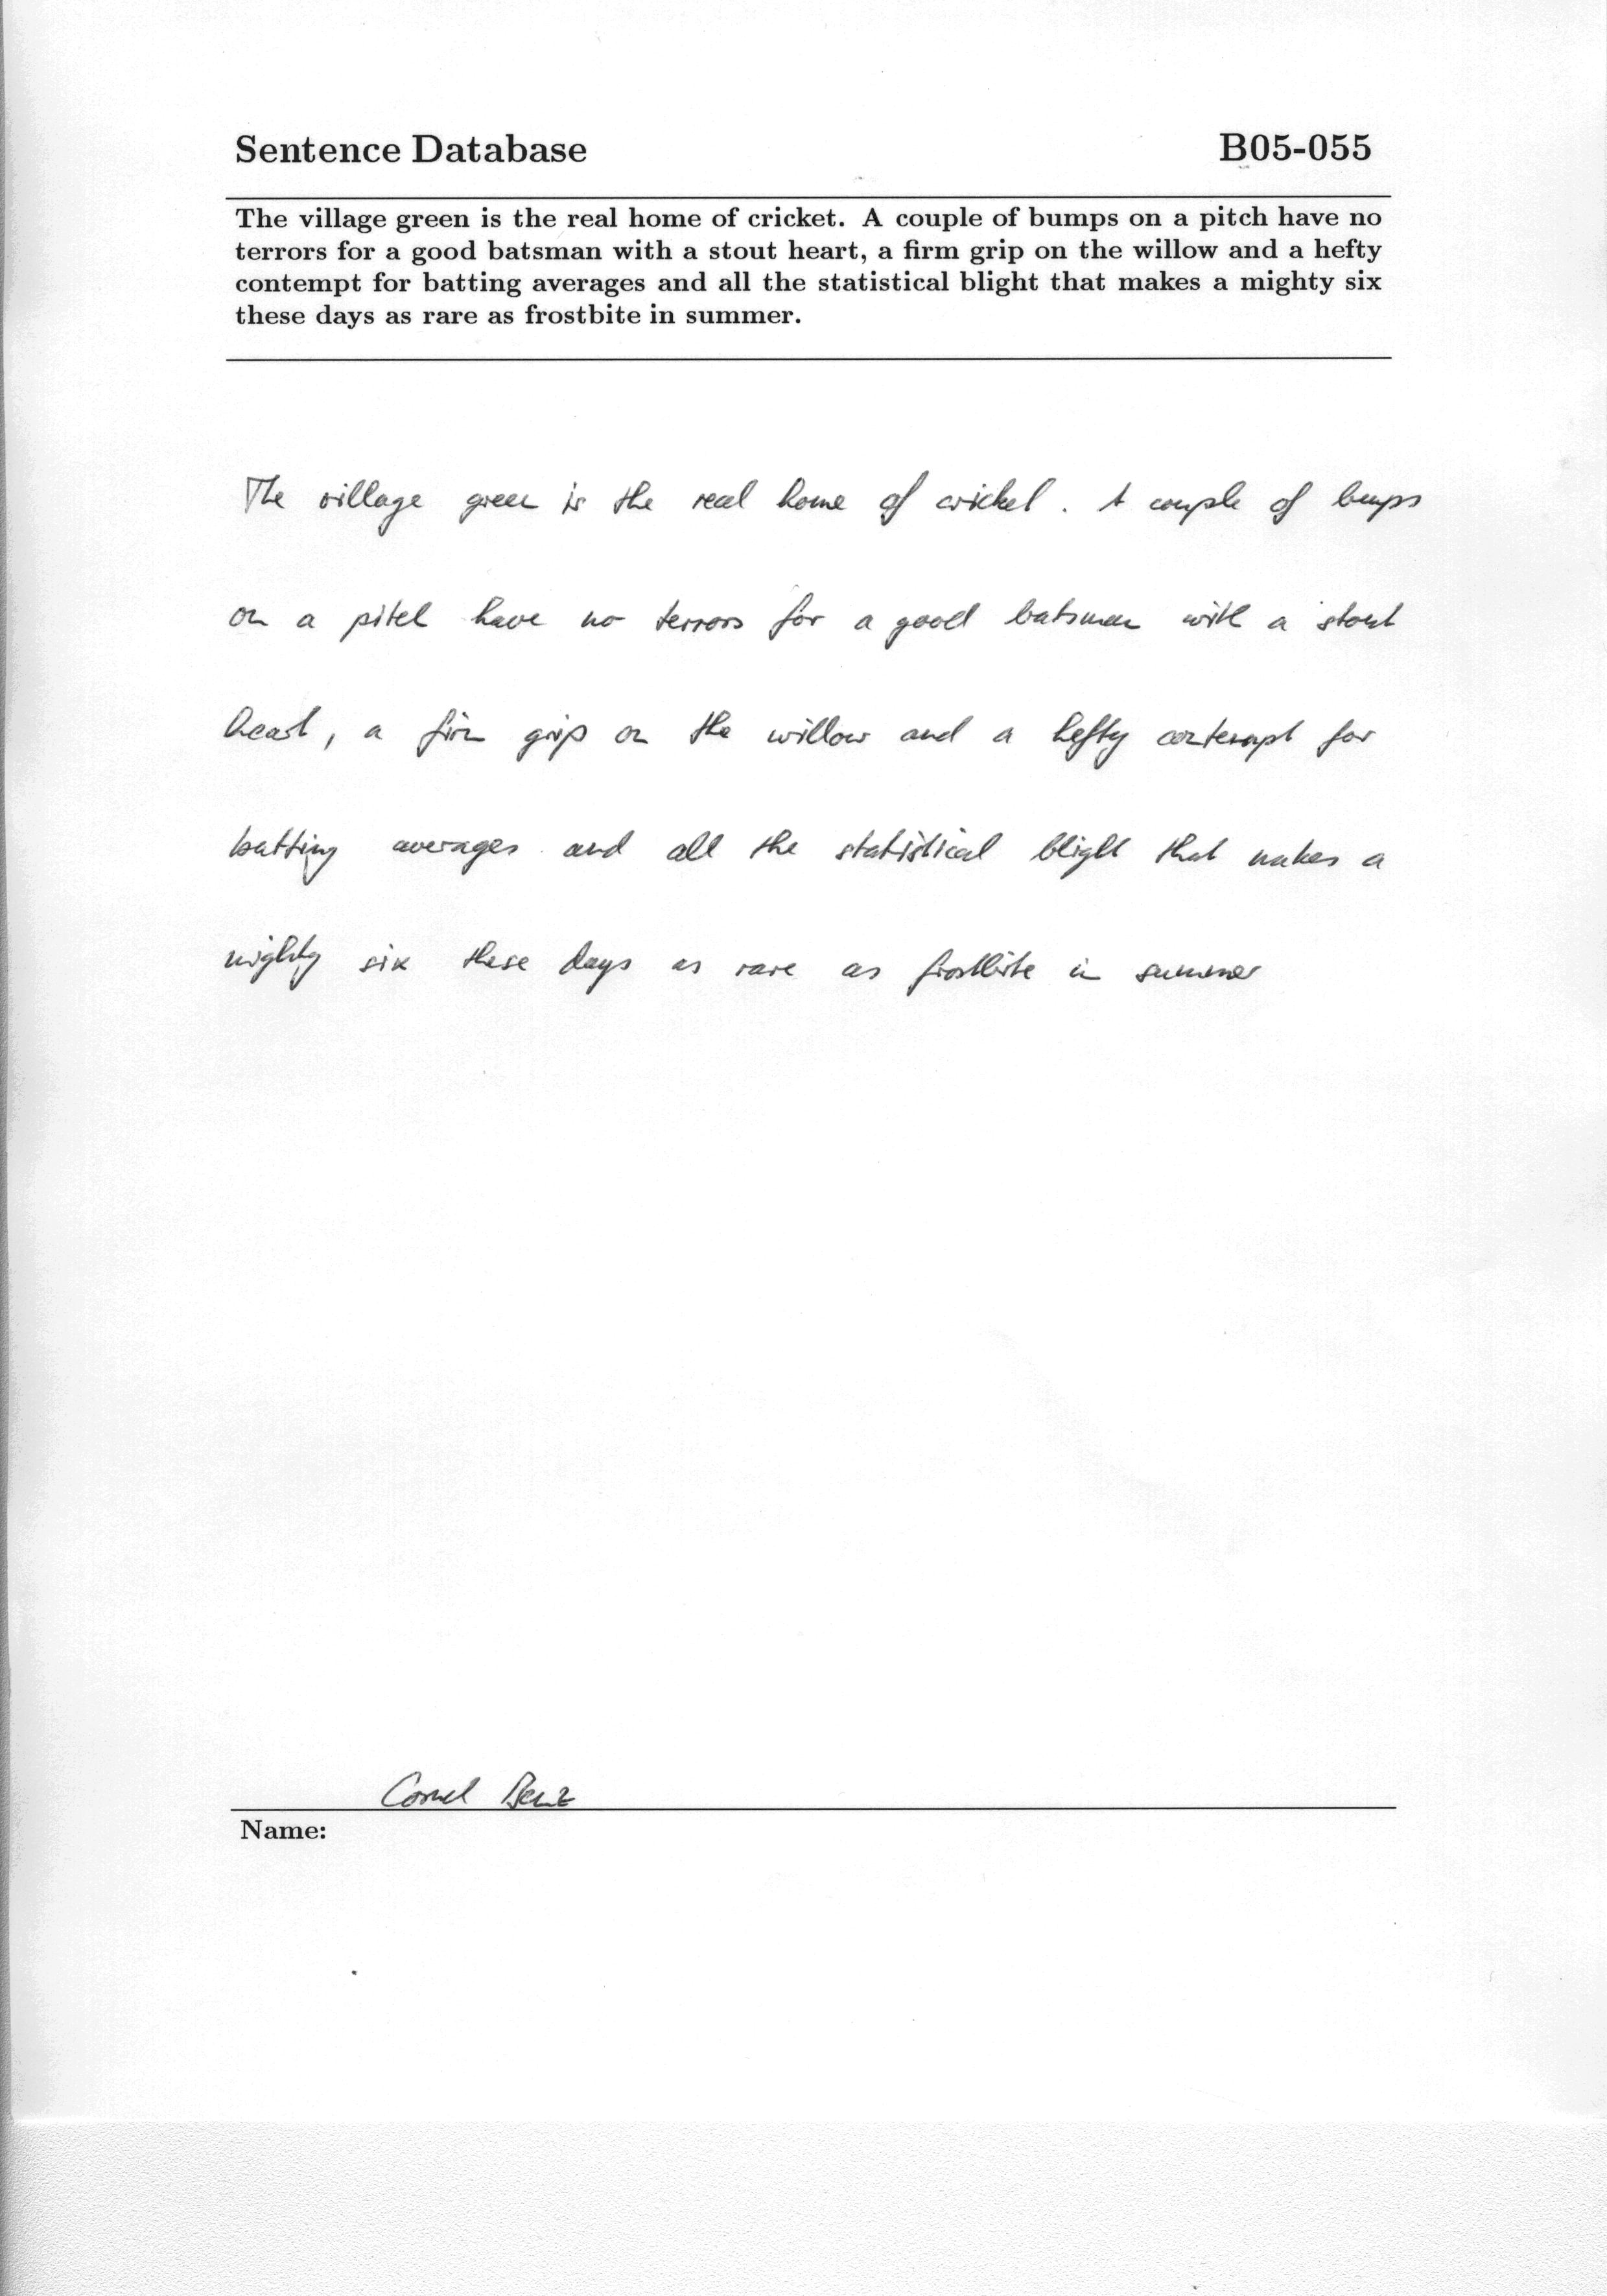 Sentence Database B05-055
The village green is the real home of cricket. A couple of bumps on a pitch have no
terrors for a good batsman with a stout heart, a firm grip on the willow and a hefty
contempt for batting averages and all the statistical blight that makes a mighty six
these days as rare as frostbite in summer.
The village green is the real home of cricket. A couple of bumps
on a pitch have no terrors for a good batsman with a stout
heart, a firm grip on the willow and a hefty contempt for
batting averages and all the statistical blight that makes a
mighty six these days as rare as frostbite in summer
Cornel Benz
Name: